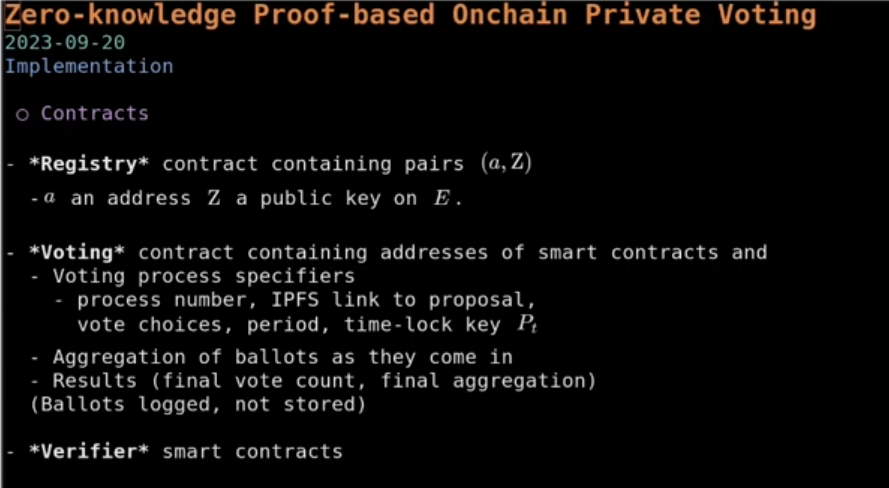 Zero-knowledge Proof-based Onchain Private Voting
2023-09-20
Implementation
○ Contracts
- *Registry* contract containing pairs (a, Z)
- a an address Z a public key on E.
- *Voting* contract containing addresses of smart contracts and
- Voting process specifiers
- process number, IPFS link to proposal,
vote choices, period, time-lock key Pₜ
- Aggregation of ballots as they come in
- Results (final vote count, final aggregation)
(Ballots logged, not stored)
- *Verifier* smart contracts